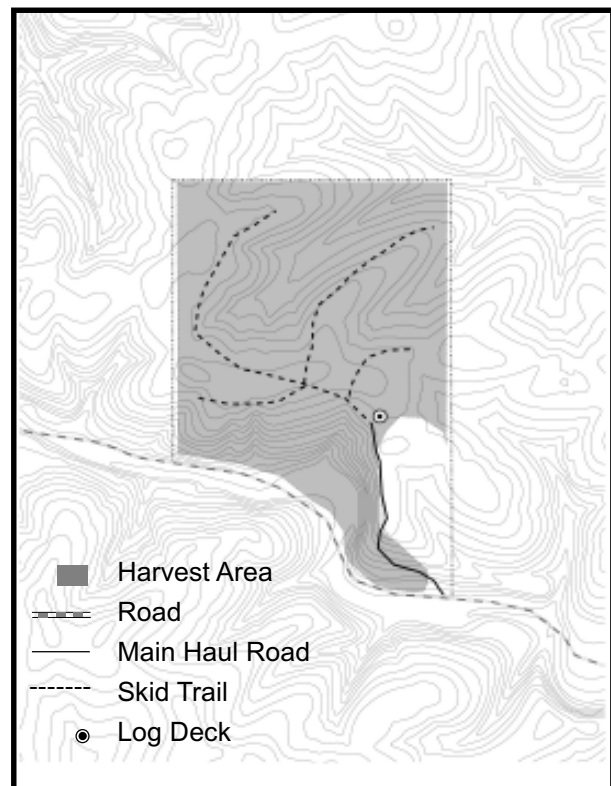 Harvest Area
Road
Main Haul Road
Skid Trail
Log Deck